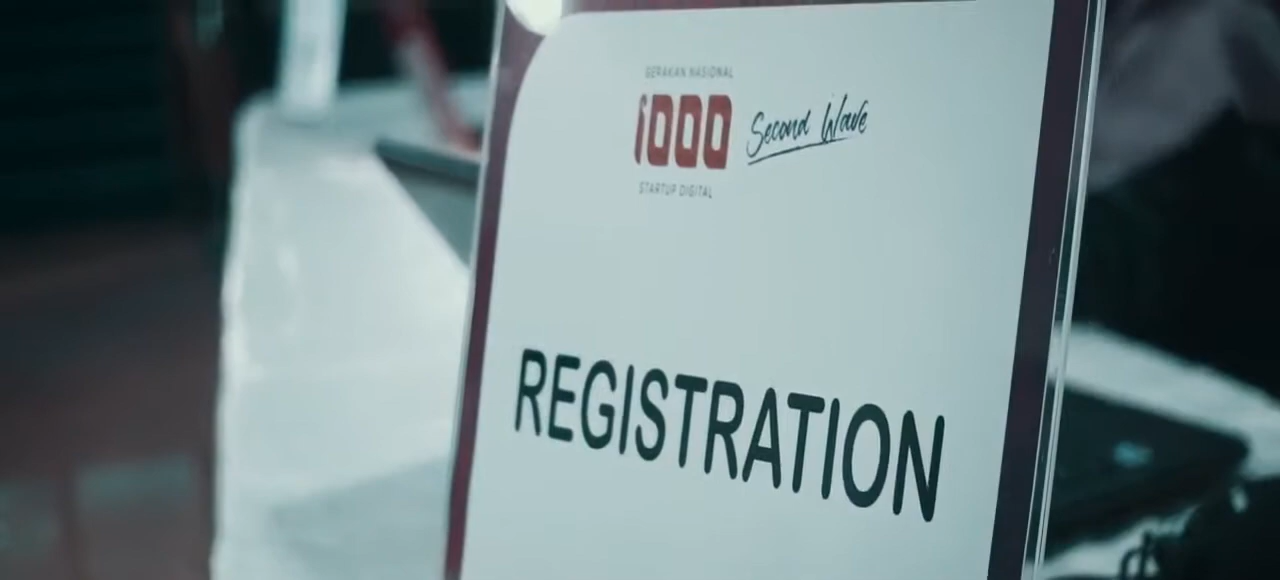 GERAKAN NASIONAL
1000
Second Wave
STARTUP DIGITAL
REGISTRATION